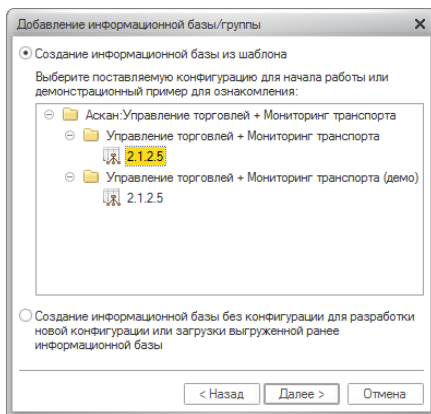 Добавление информационной базы/группы
Создание информационной базы из шаблона
Выберите поставляемую конфигурацию для начала работы или
демонстрационный пример для ознакомления:
Аскан:Управление торговлей + Мониторинг транспорта
Управление торговлей + Мониторинг транспорта
2.1.2.5
Управление торговлей + Мониторинг транспорта (демо)
2.1.2.5
Создание информационной базы без конфигурации для разработки
новой конфигурации или загрузки выгруженной ранее
информационной базы
< Назад Далее > Отмена